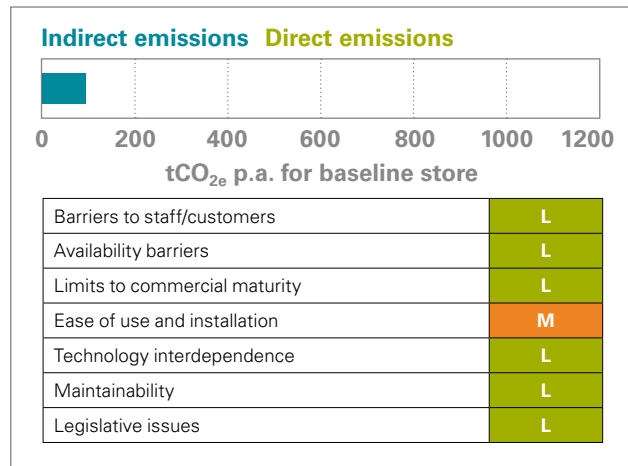 Indirect emissions Direct emissions
0 200 400 600 800 1000 1200
tCO2e p.a. for baseline store
Barriers to staff/customers L
Availability barriers L
Limits to commercial maturity L
Ease of use and installation M
Technology interdependence L
Maintainability L
Legislative issues L